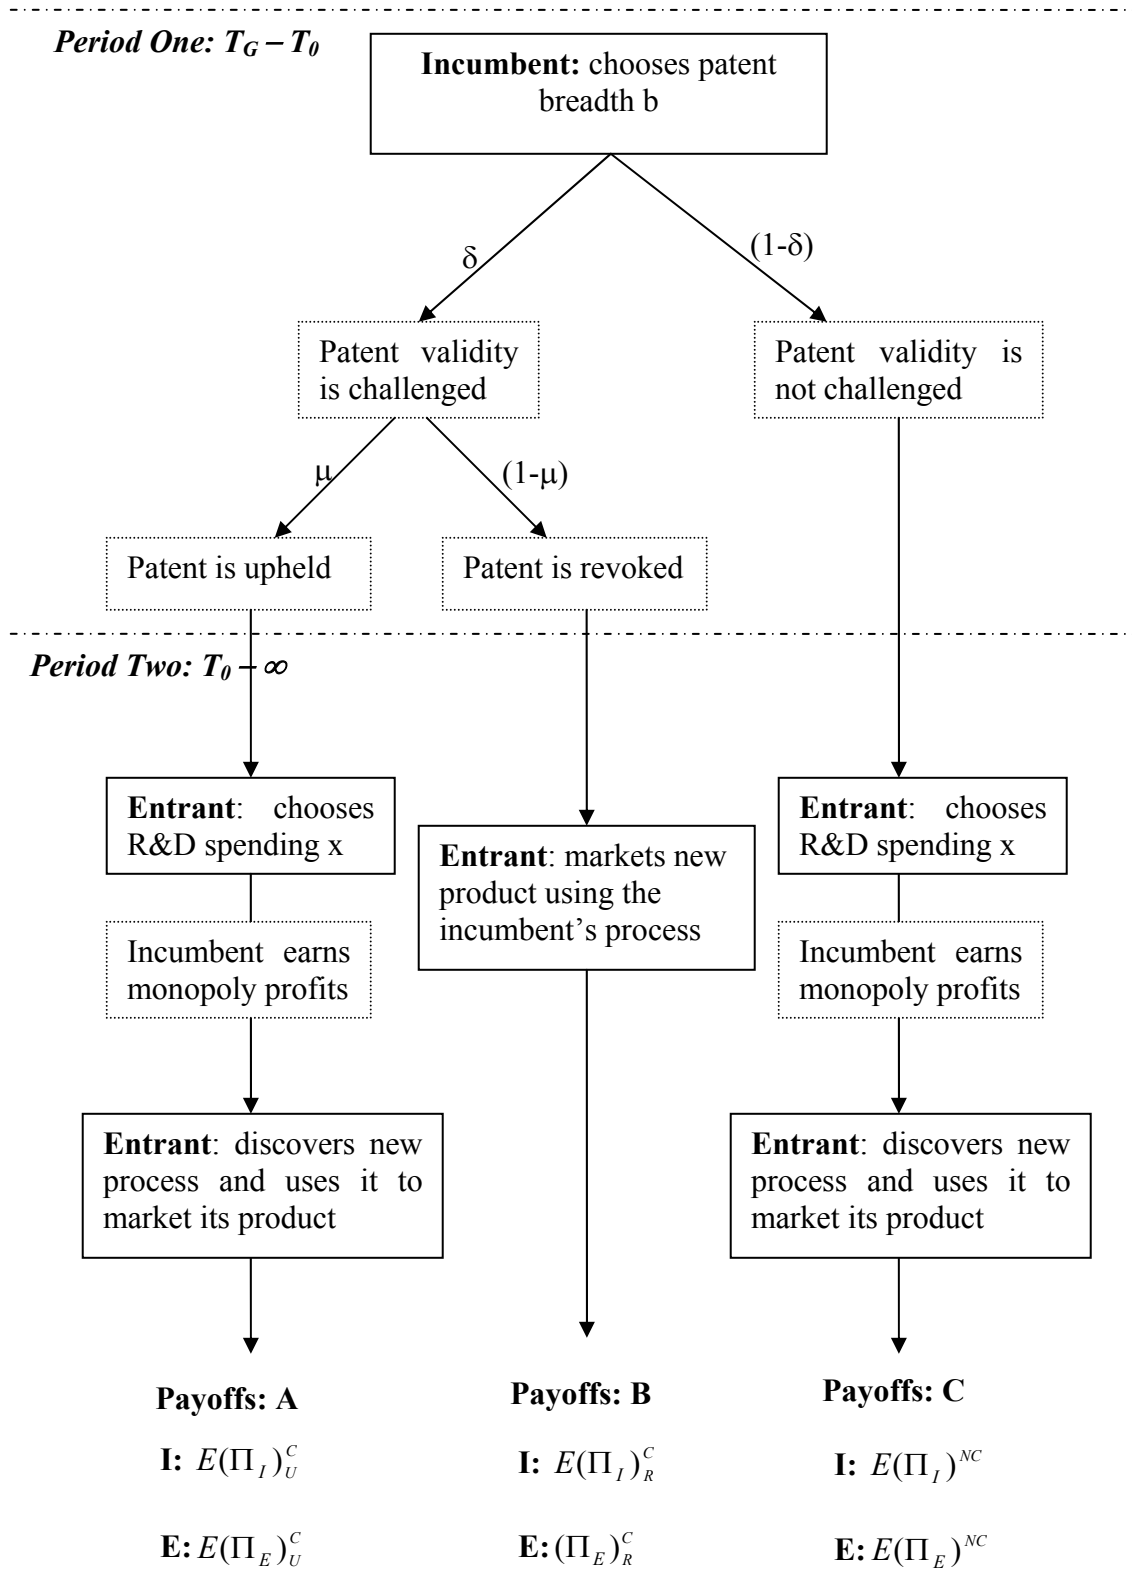 Period One: T_G – T_0
Incumbent: chooses patent
breadth b
δ
(1-δ)
Patent validity
is challenged
Patent validity is
not challenged
μ
(1-μ)
Patent is upheld
Patent is revoked
Period Two: T_0 – ∞
Entrant: chooses
R&D spending x
Entrant: markets new
product using the
incumbent’s process
Entrant: chooses
R&D spending x
Incumbent earns
monopoly profits
Incumbent earns
monopoly profits
Entrant: discovers new
process and uses it to
market its product
Entrant: discovers new
process and uses it to
market its product
Payoffs: A
I: E(Π_I)_U^C
E: E(Π_E)_U^C
Payoffs: B
I: E(Π_I)_R^C
E: (Π_E)_R^C
Payoffs: C
I: E(Π_I)^{NC}
E: E(Π_E)^{NC}